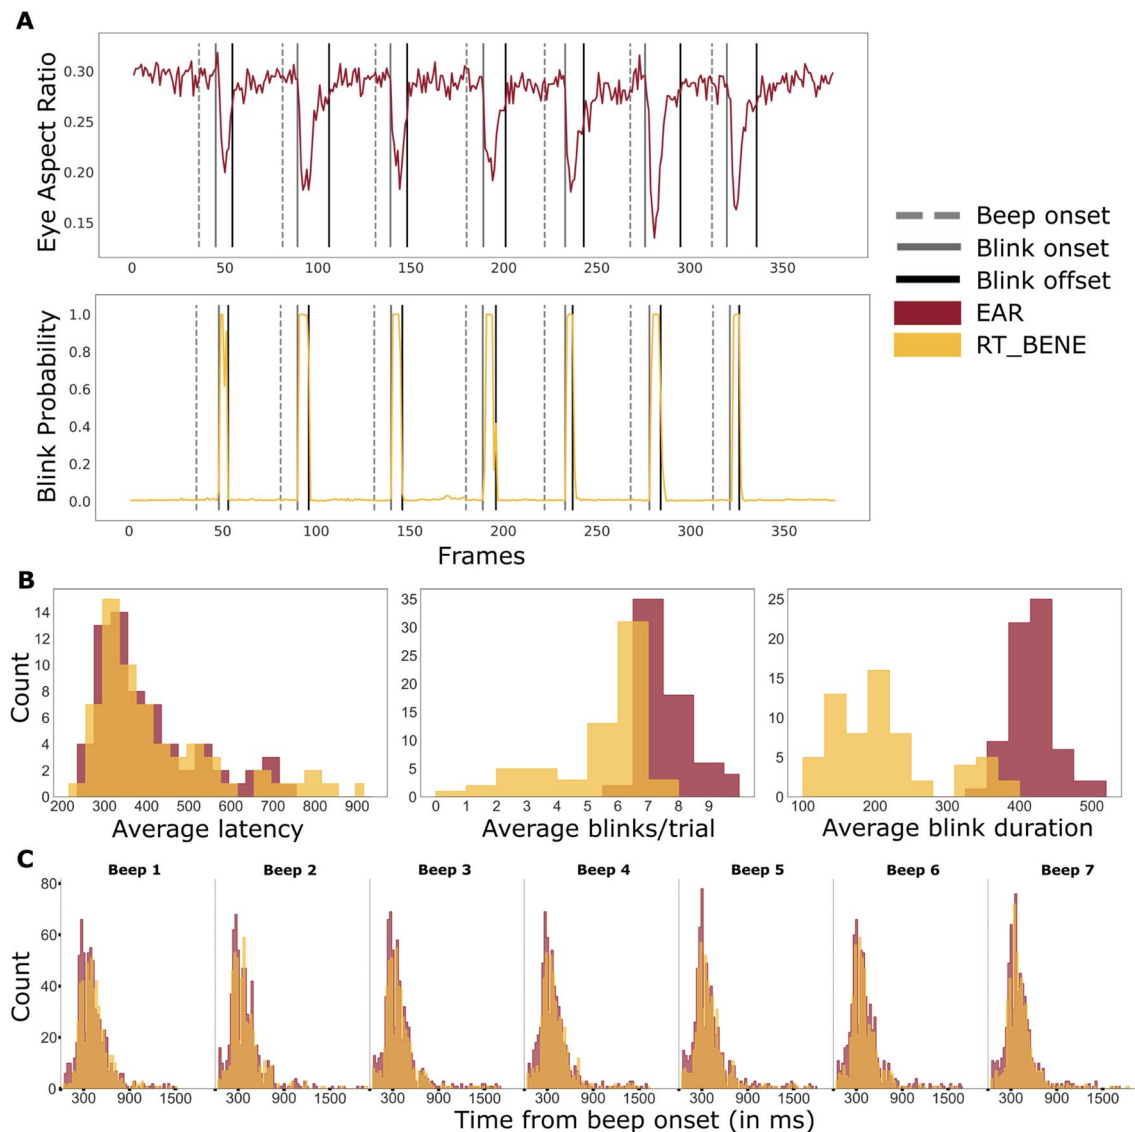 A
Eye Aspect Ratio
0.30
0.25
0.20
0.15
0 50 100 150 200 250 300 350
Blink Probability
1.0
0.8
0.6
0.4
0.2
0.0
0 50 100 150 200 250 300 350
Frames
Beep onset
Blink onset
Blink offset
EAR
RT_BENE
B
Count
14
12
10
8
6
4
2
0
200 300 400 500 600 700 800 900
Average latency
35
30
25
20
15
10
5
0
0 1 2 3 4 5 6 7 8 9
Average blinks/trial
25
20
15
10
5
0
100 200 300 400 500
Average blink duration
C
Beep 1 Beep 2 Beep 3 Beep 4 Beep 5 Beep 6 Beep 7
Count
80
60
40
20
0
300 900 1500 300 900 1500 300 900 1500 300 900 1500 300 900 1500 300 900 1500 300 900 1500
Time from beep onset (in ms)